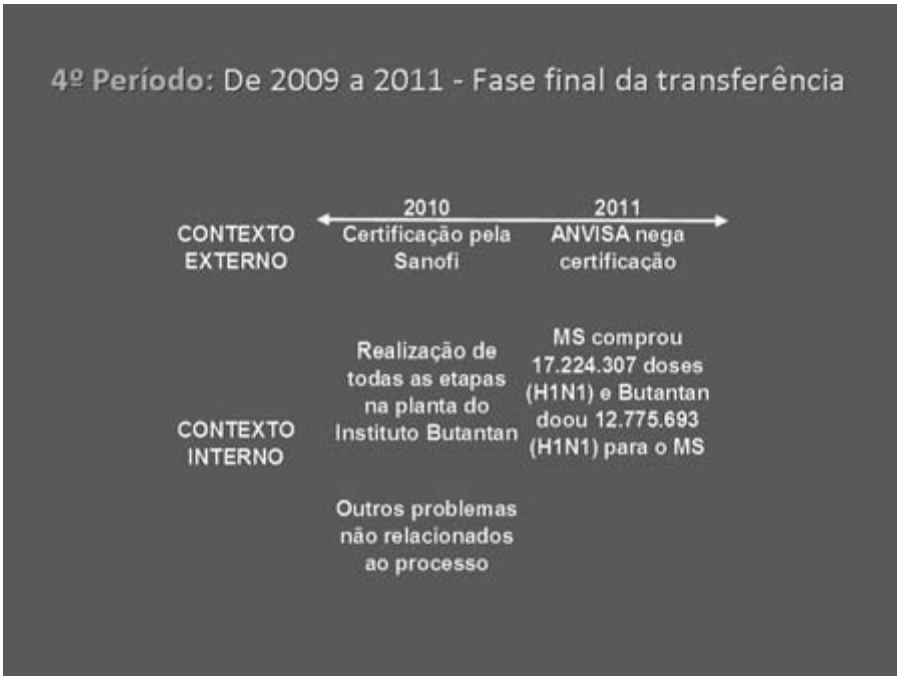 4º Período: De 2009 a 2011 - Fase final da transferência
2010
2011
CONTEXTO
EXTERNO
Certificação pela
Sanofi
ANVISA nega
certificação
CONTEXTO
INTERNO
Realização de
todas as etapas
na planta do
Instituto Butantan
MS comprou
17.224.307 doses
(H1N1) e Butantan
doou 12.775.693
(H1N1) para o MS
Outros problemas
não relacionados
ao processo